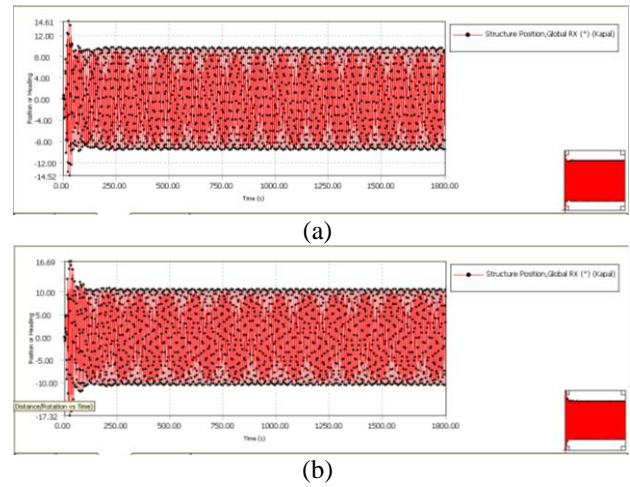 14.61
12.00
8.00
4.00
0.00
-4.00
-8.00
-12.00
-14.52
Position or Heading
0.00 250.00 500.00 750.00 1000.00 1250.00 1500.00 1800.00
Time (s)
Structure Position,Global RX (°) (Kapal)
(a)
16.69
10.00
5.00
0.00
-5.00
-10.00
-17.32
Position or Heading
Distance/Rotation vs Time)
0.00 250.00 500.00 750.00 1000.00 1250.00 1500.00 1800.00
Time (s)
Structure Position,Global RX (°) (Kapal)
(b)